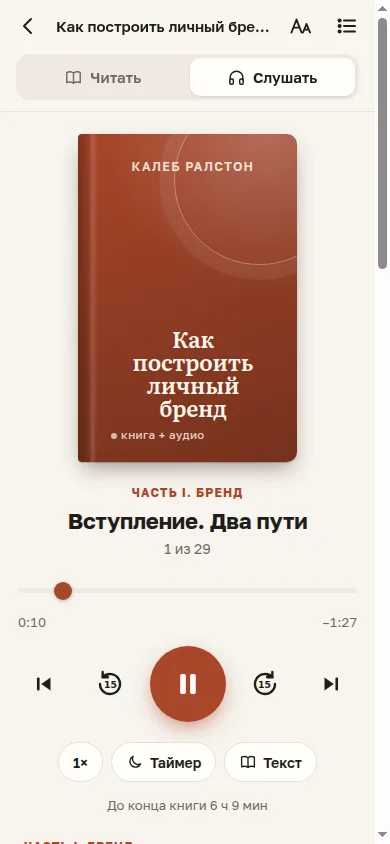 Как построить личный бре...
Читать
Слушать
КАЛЕБ РАЛСТОН
Как
построить
личный
бренд
книга + аудио
ЧАСТЬ I. БРЕНД
Вступление. Два пути
1 из 29
0:10
−1:27
15
15
1×
Таймер
Текст
До конца книги 6 ч 9 мин